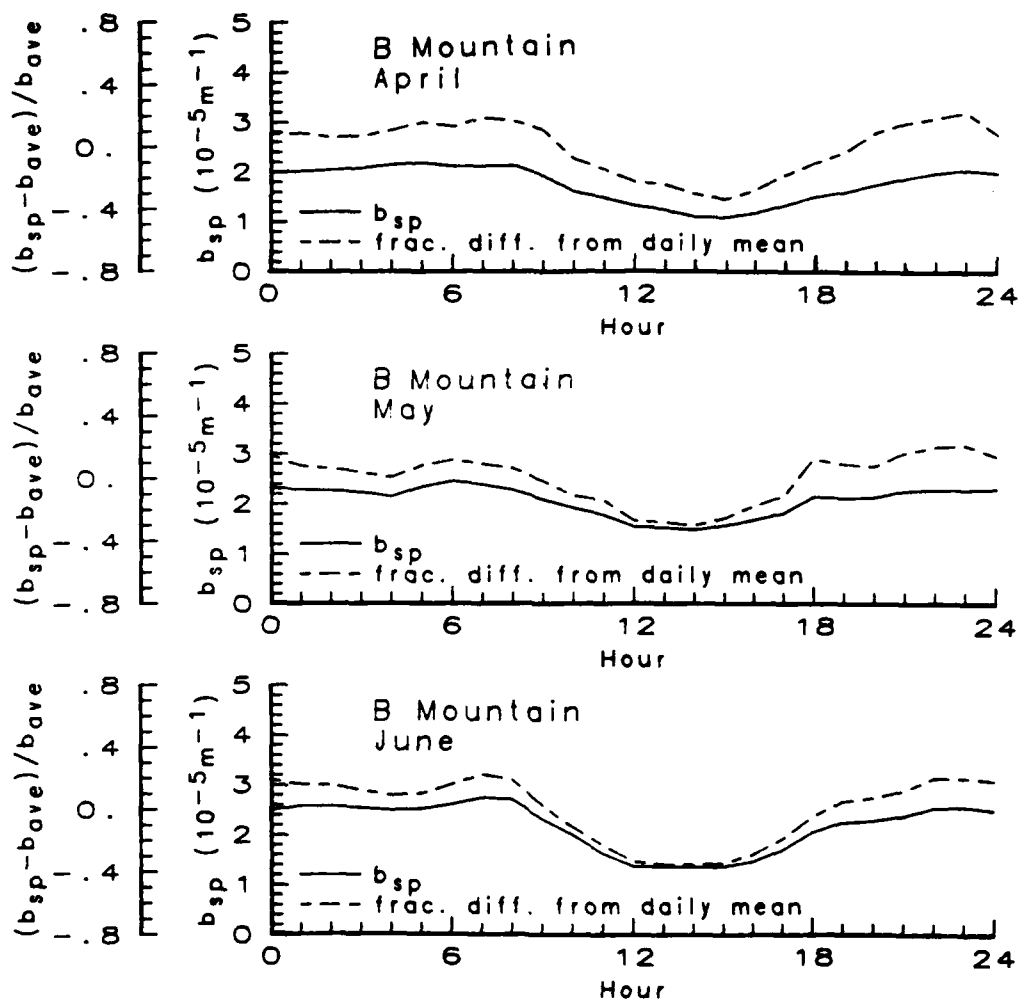 B Mountain
April
(bsp-bave)/bave
.8
.4
0.
-.4
-.8
bsp (10-5m-1)
5
4
3
2
1
0
bsp
frac. diff. from daily mean
0 6 12 18 24
Hour
B Mountain
May
(bsp-bave)/bave
.8
.4
0.
-.4
-.8
bsp (10-5m-1)
5
4
3
2
1
0
bsp
frac. diff. from daily mean
0 6 12 18 24
Hour
B Mountain
June
(bsp-bave)/bave
.8
.4
0.
-.4
-.8
bsp (10-5m-1)
5
4
3
2
1
0
bsp
frac. diff. from daily mean
0 6 12 18 24
Hour